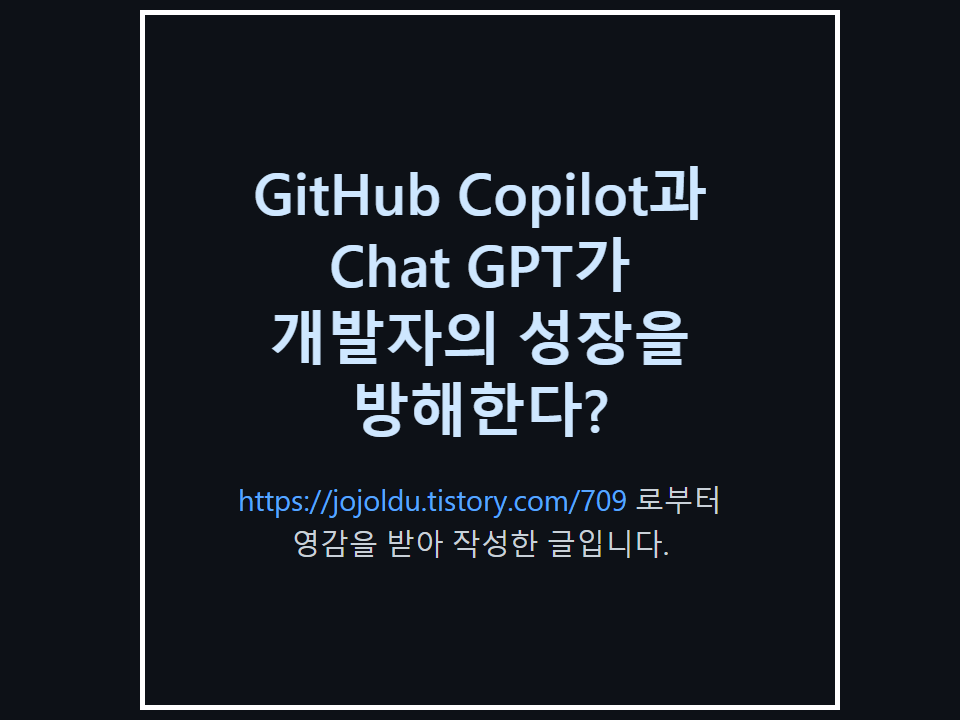 GitHub Copilot과
Chat GPT가
개발자의 성장을
방해한다?
https://jojoldu.tistory.com/709 로부터
영감을 받아 작성한 글입니다.